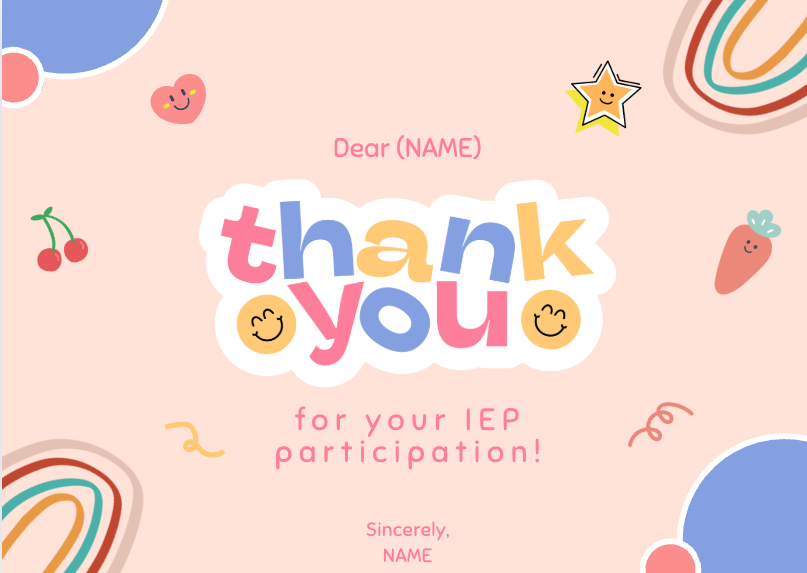 Dear (NAME)
thank
you
for your IEP
participation!
Sincerely,
NAME